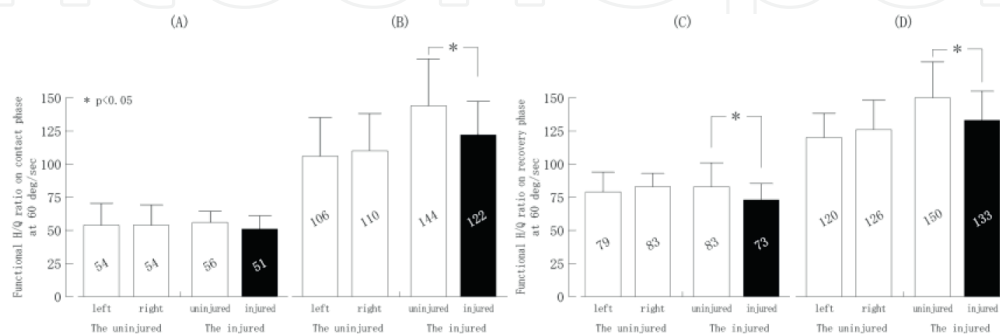 (A)
(B)
(C)
(D)
Functional H/Q ratio on contact phase
at 60 deg/sec
150
125
100
75
50
25
0
* p<0.05
*
54
54
56
51
106
110
144
122
left
right
uninjured
injured
left
right
uninjured
injured
The uninjured
The injured
The uninjured
The injured
Functional H/Q ratio on recovery phase
at 60 deg/sec
150
125
100
75
50
25
0
*
*
79
83
83
73
120
126
150
133
left
right
uninjured
injured
left
right
uninjured
injured
The uninjured
The injured
The uninjured
The injured